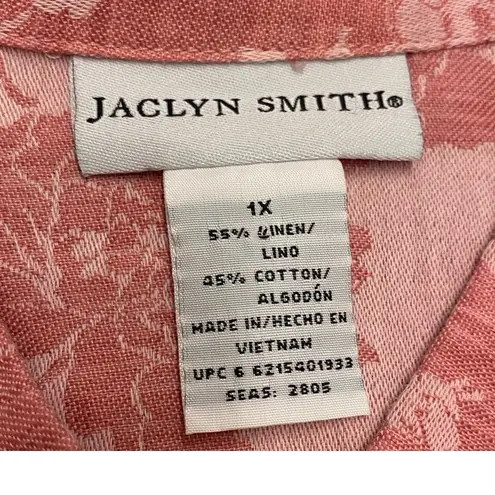 JACLYN SMITH®
1X
55% LINEN/
LINO
45% COTTON/
ALGODÓN
MADE IN/HECHO EN
VIETNAM
UPC 6 6215401933
SEAS: 2805